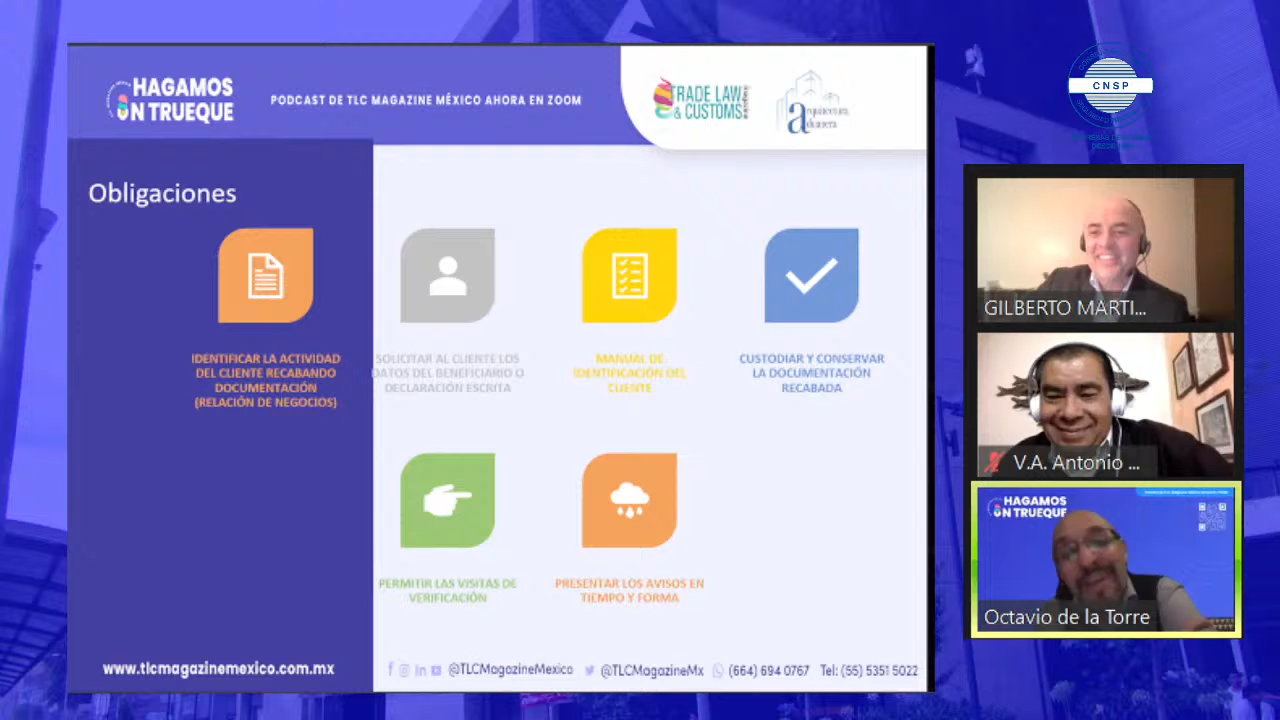 HAGAMOS
UN TRUEQUE
PODCAST DE TLC MAGAZINE MÉXICO AHORA EN ZOOM
TRADE LAW
& CUSTOMS
arquitectura
aduanera
CNSP
Obligaciones
IDENTIFICAR LA ACTIVIDAD
DEL CLIENTE RECABANDO
DOCUMENTACIÓN
(RELACIÓN DE NEGOCIOS)
SOLICITAR AL CLIENTE LOS
DATOS DEL BENEFICIARIO O
DECLARACIÓN ESCRITA
MANUAL DE
IDENTIFICACIÓN DEL
CLIENTE
CUSTODIAR Y CONSERVAR
LA DOCUMENTACIÓN
RECABADA
PERMITIR LAS VISITAS DE
VERIFICACIÓN
PRESENTAR LOS AVISOS EN
TIEMPO Y FORMA
www.tlcmagazinemexico.com.mx
@TLCMagazineMexico
@TLCMagazineMx
(664) 694 0767
Tel: (55) 5351 5022
GILBERTO MARTI...
V.A. Antonio ...
HAGAMOS
UN TRUEQUE
Octavio de la Torre